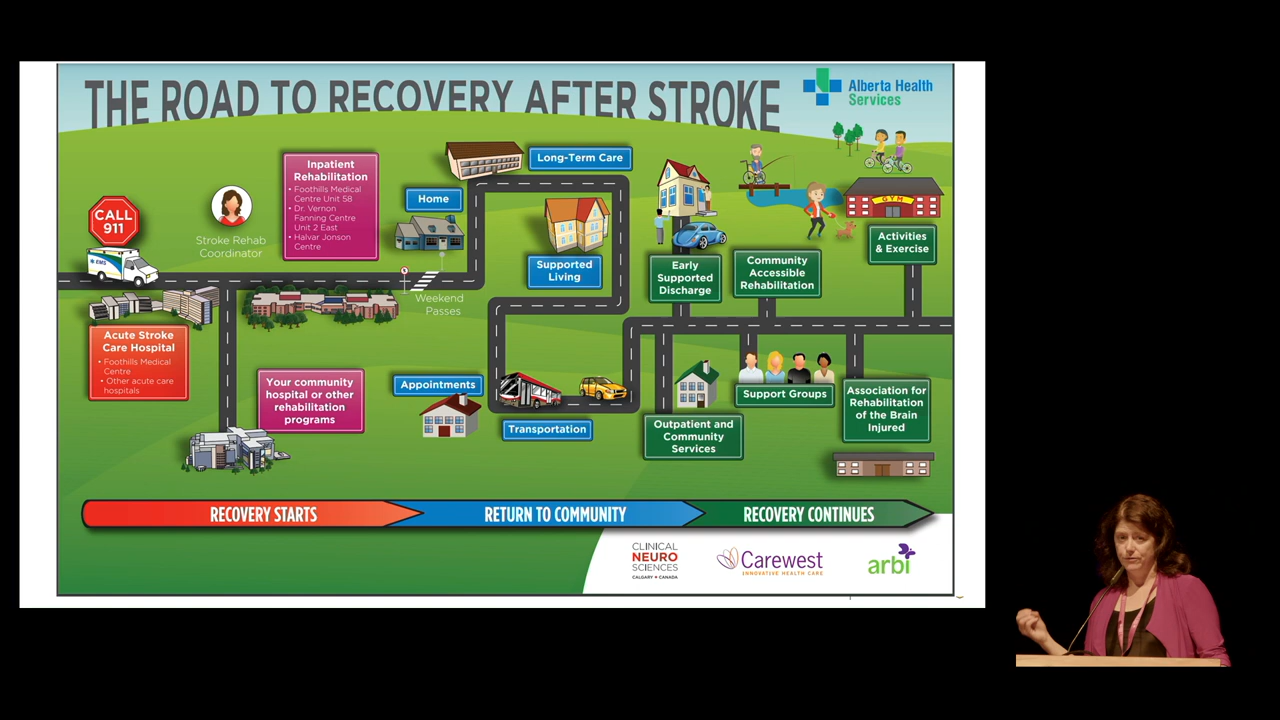 THE ROAD TO RECOVERY AFTER STROKE
Alberta Health
Services
CALL
911
EMS
Stroke Rehab
Coordinator
Inpatient
Rehabilitation
• Foothills Medical
Centre Unit 58
• Dr. Vernon
Fanning Centre
Unit 2 East
• Halvar Jonson
Centre
Home
Long-Term Care
Supported
Living
Weekend
Passes
Early
Supported
Discharge
Community
Accessible
Rehabilitation
GYM
Activities
& Exercise
Acute Stroke
Care Hospital
• Foothills Medical
Centre
• Other acute care
hospitals
Your community
hospital or other
rehabilitation
programs
Appointments
Transportation
Outpatient and
Community
Services
Support Groups
Association for
Rehabilitation
of the Brain
Injured
RECOVERY STARTS
RETURN TO COMMUNITY
RECOVERY CONTINUES
CLINICAL
NEURO
SCIENCES
CALGARY • CANADA
Carewest
INNOVATIVE HEALTH CARE
arbi